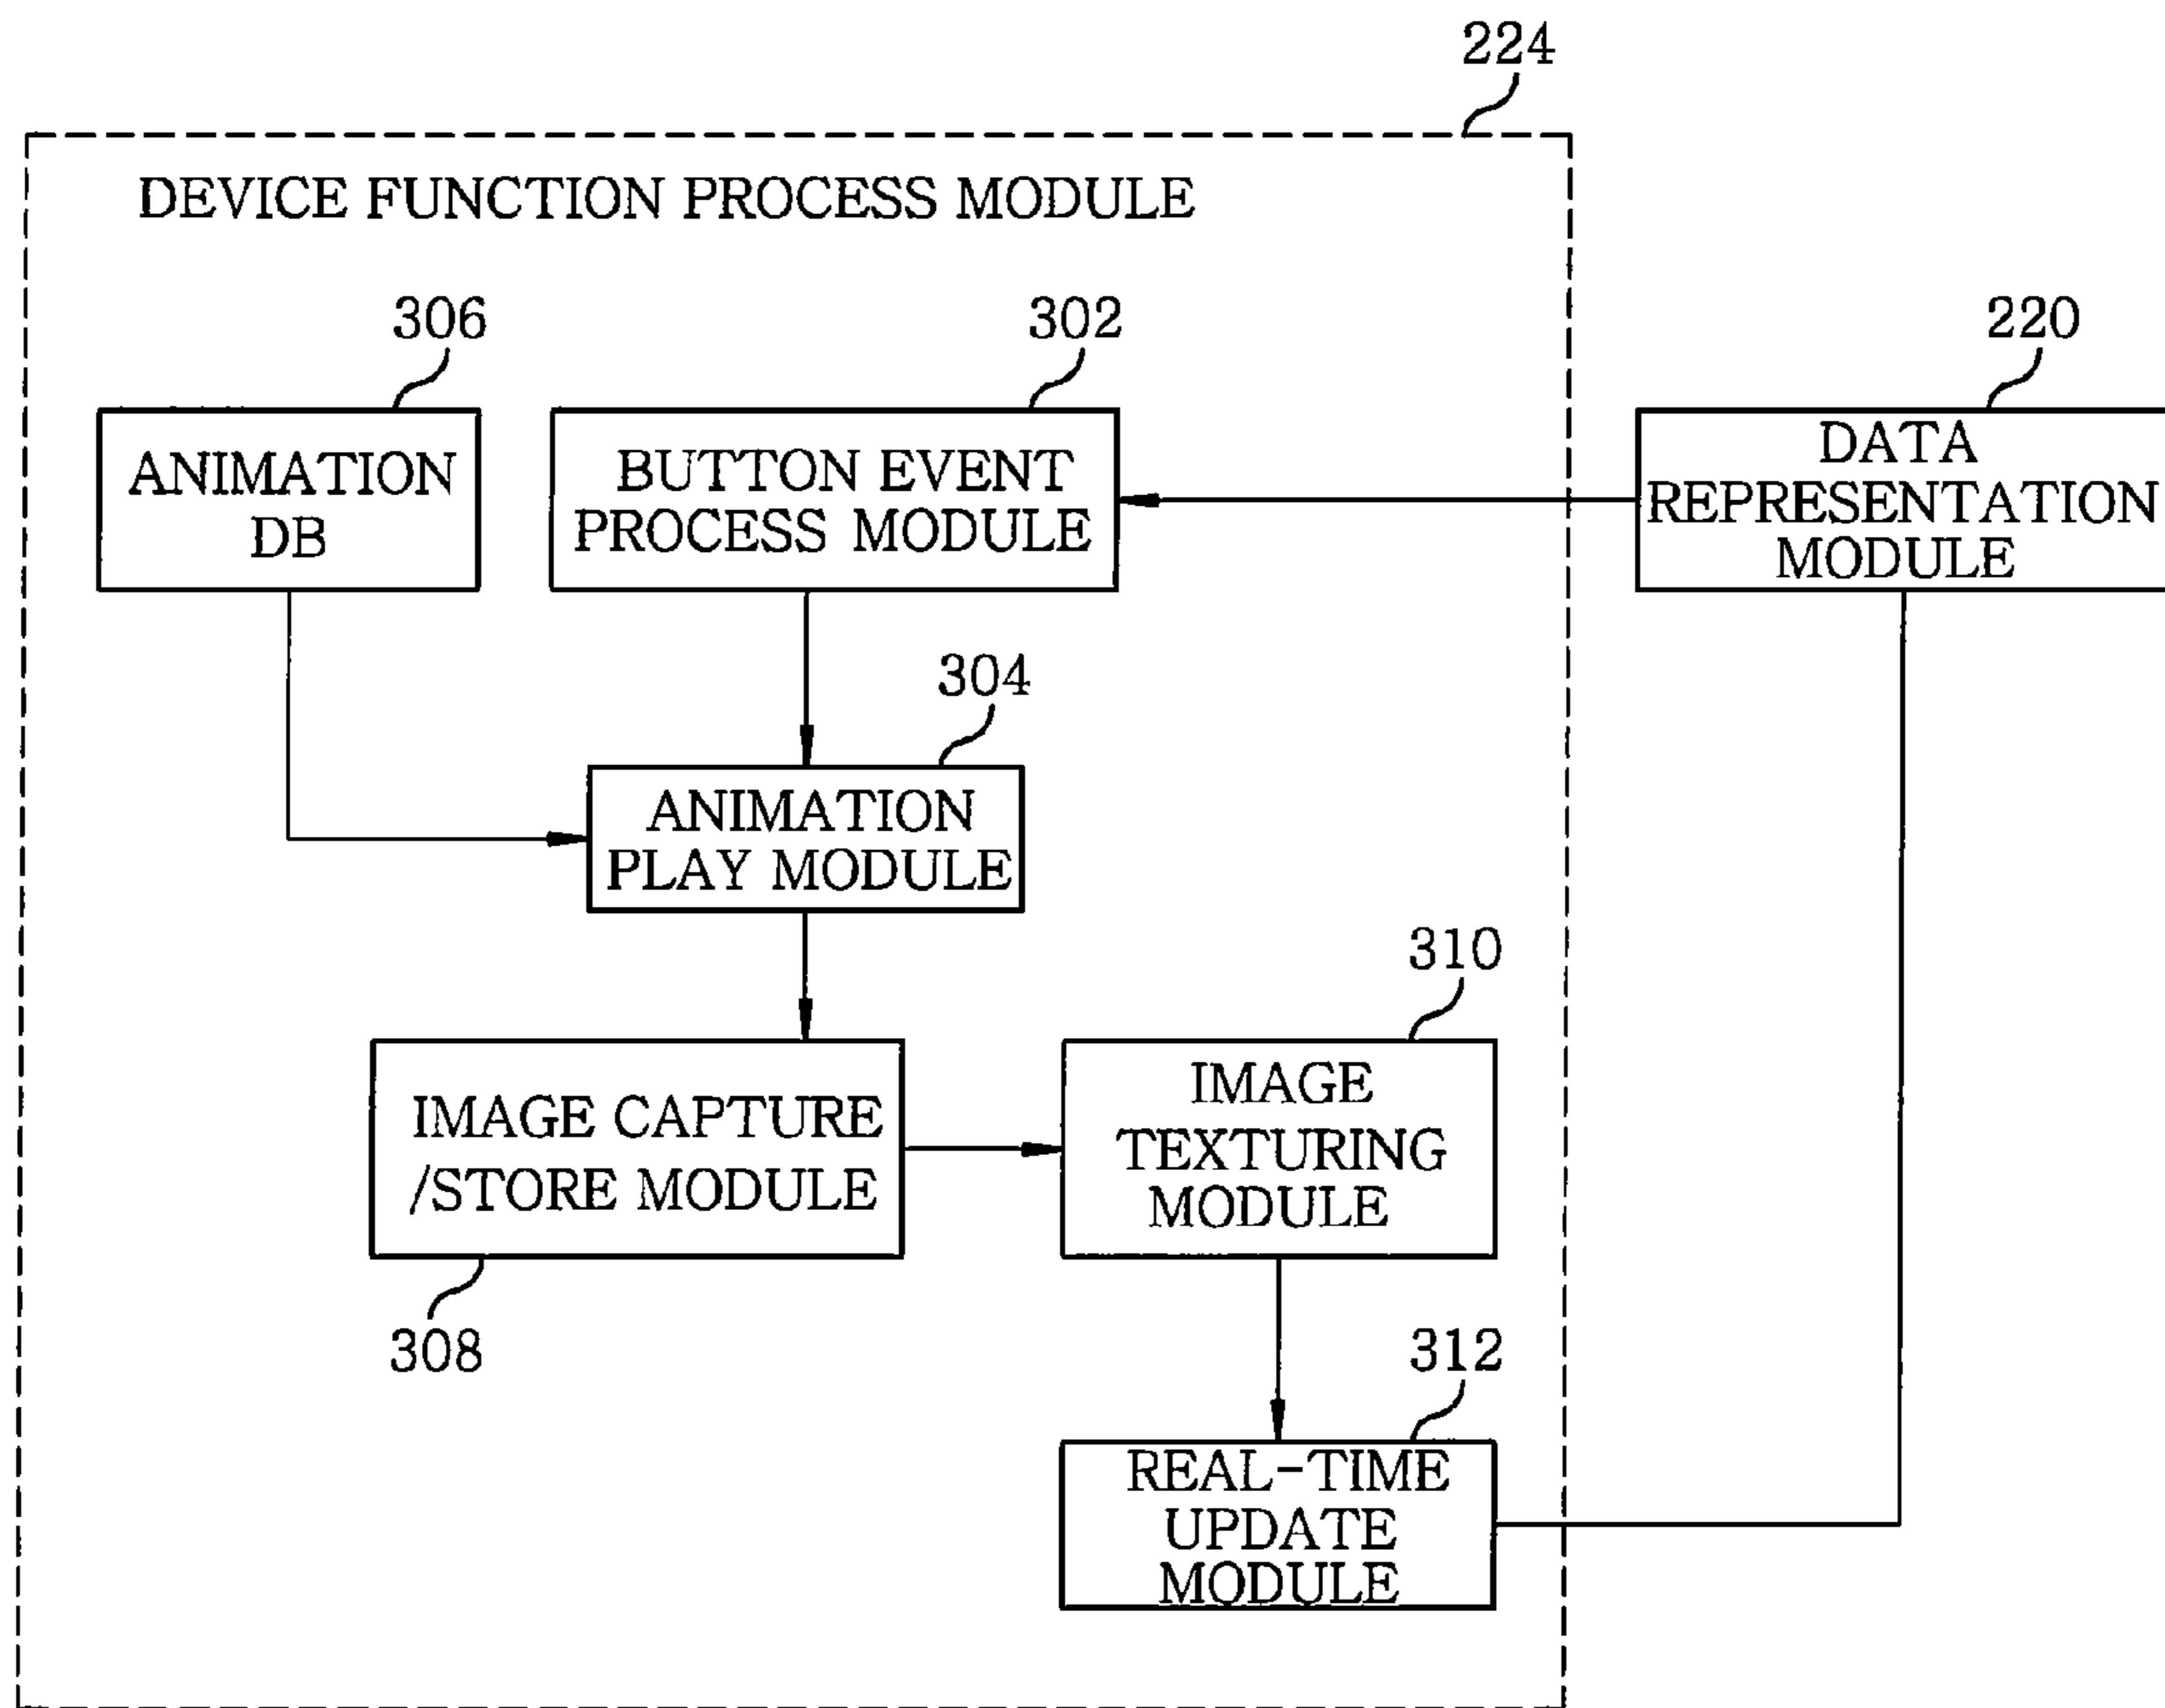 224
DEVICE FUNCTION PROCESS MODULE
306
302
220
ANIMATION
DB
BUTTON EVENT
PROCESS MODULE
DATA
REPRESENTATION
MODULE
304
ANIMATION
PLAY MODULE
310
IMAGE CAPTURE
/STORE MODULE
IMAGE
TEXTURING
MODULE
308
312
REAL-TIME
UPDATE
MODULE